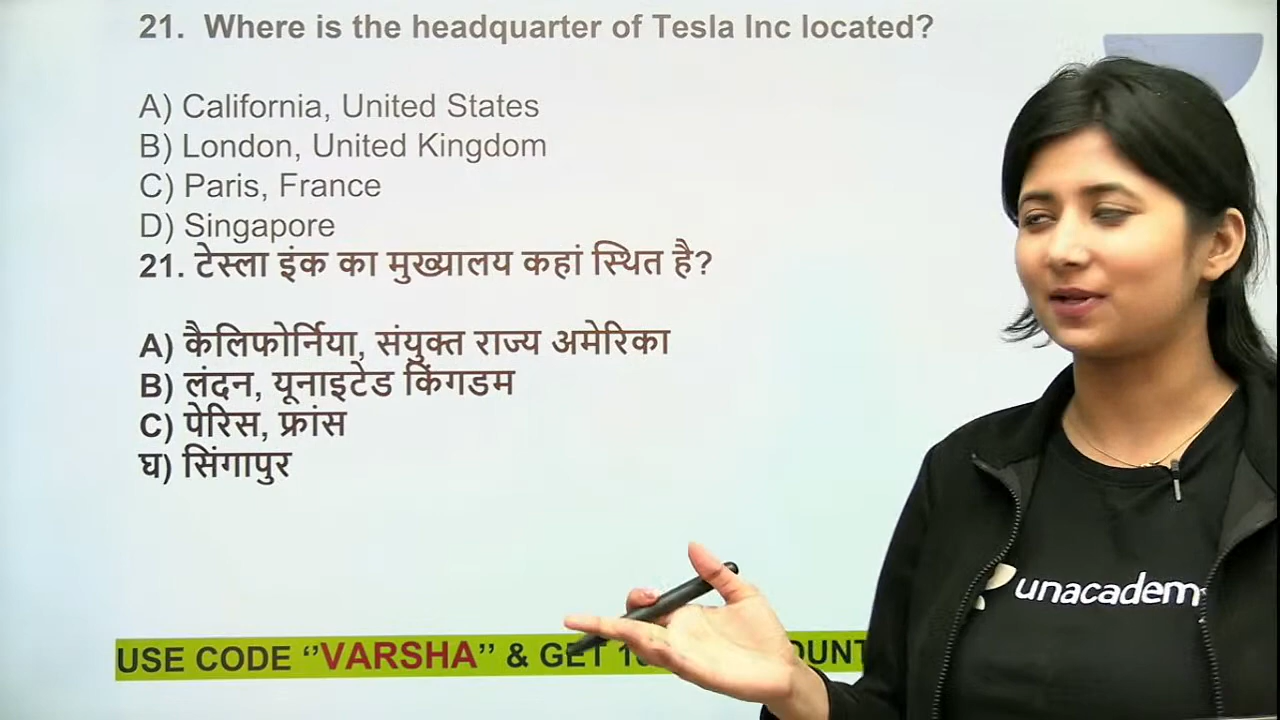 21. Where is the headquarter of Tesla Inc located?
A) California, United States
B) London, United Kingdom
C) Paris, France
D) Singapore
21. टेस्ला इंक का मुख्यालय कहां स्थित है?
A) कैलिफोर्निया, संयुक्त राज्य अमेरिका
B) लंदन, यूनाइटेड किंगडम
C) पेरिस, फ्रांस
घ) सिंगापुर
USE CODE ‘’VARSHA’’ & GET
unacadem